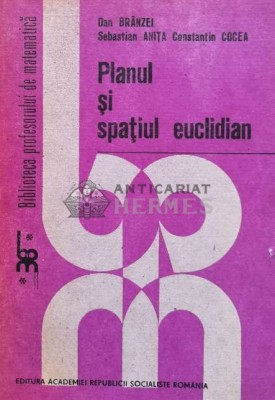 Dan BRÂNZEI
Sebastian ANIȚA Constantin COCEA
Planul
și
spațiul euclidian
Biblioteca profesorului de matematică
ANTICARIAT
HERMES
* 38 *
EDITURA ACADEMIEI REPUBLICII SOCIALISTE ROMÂNIA